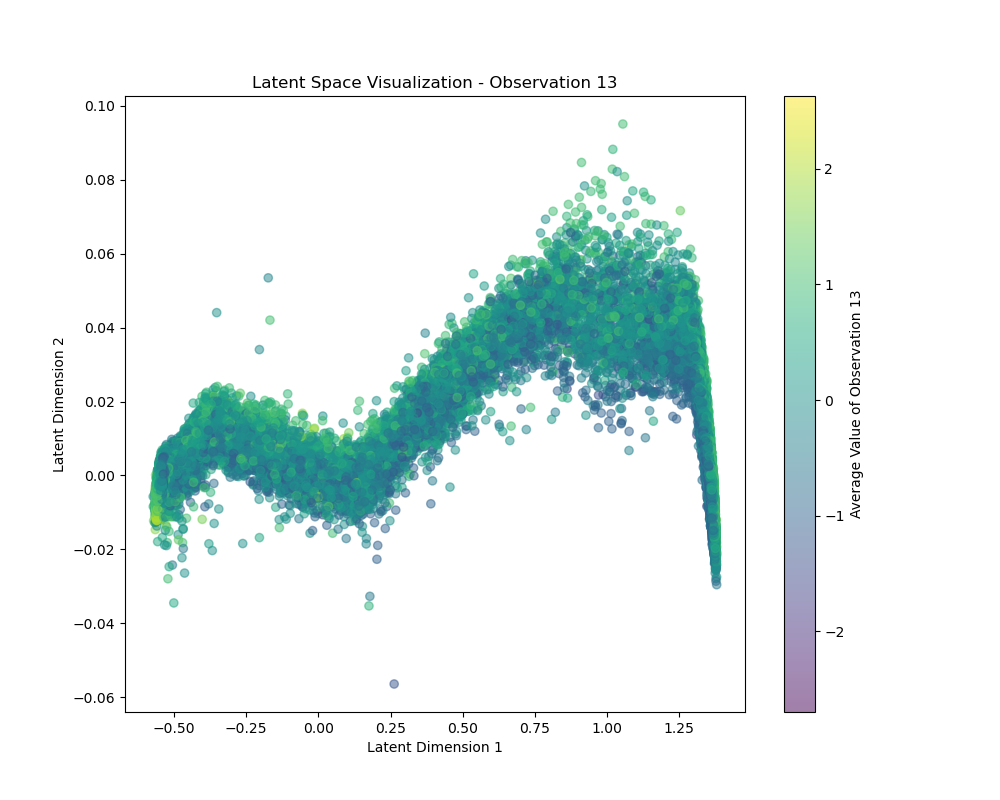 Latent Space Visualization - Observation 13
0.10
0.08
0.06
0.04
0.02
0.00
−0.02
−0.04
−0.06
Latent Dimension 2
−0.50 −0.25 0.00 0.25 0.50 0.75 1.00 1.25
Latent Dimension 1
2
1
0
−1
−2
Average Value of Observation 13